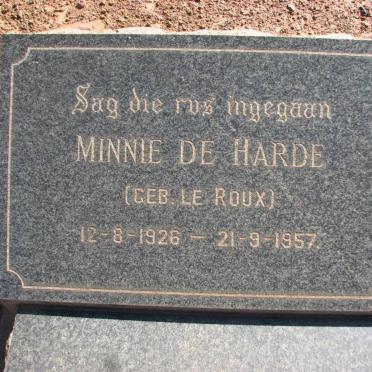 Sag die rus ingegaan
MINNIE DE HARDE
(GEB. LE ROUX)
12-8-1926 — 21-9-1957.